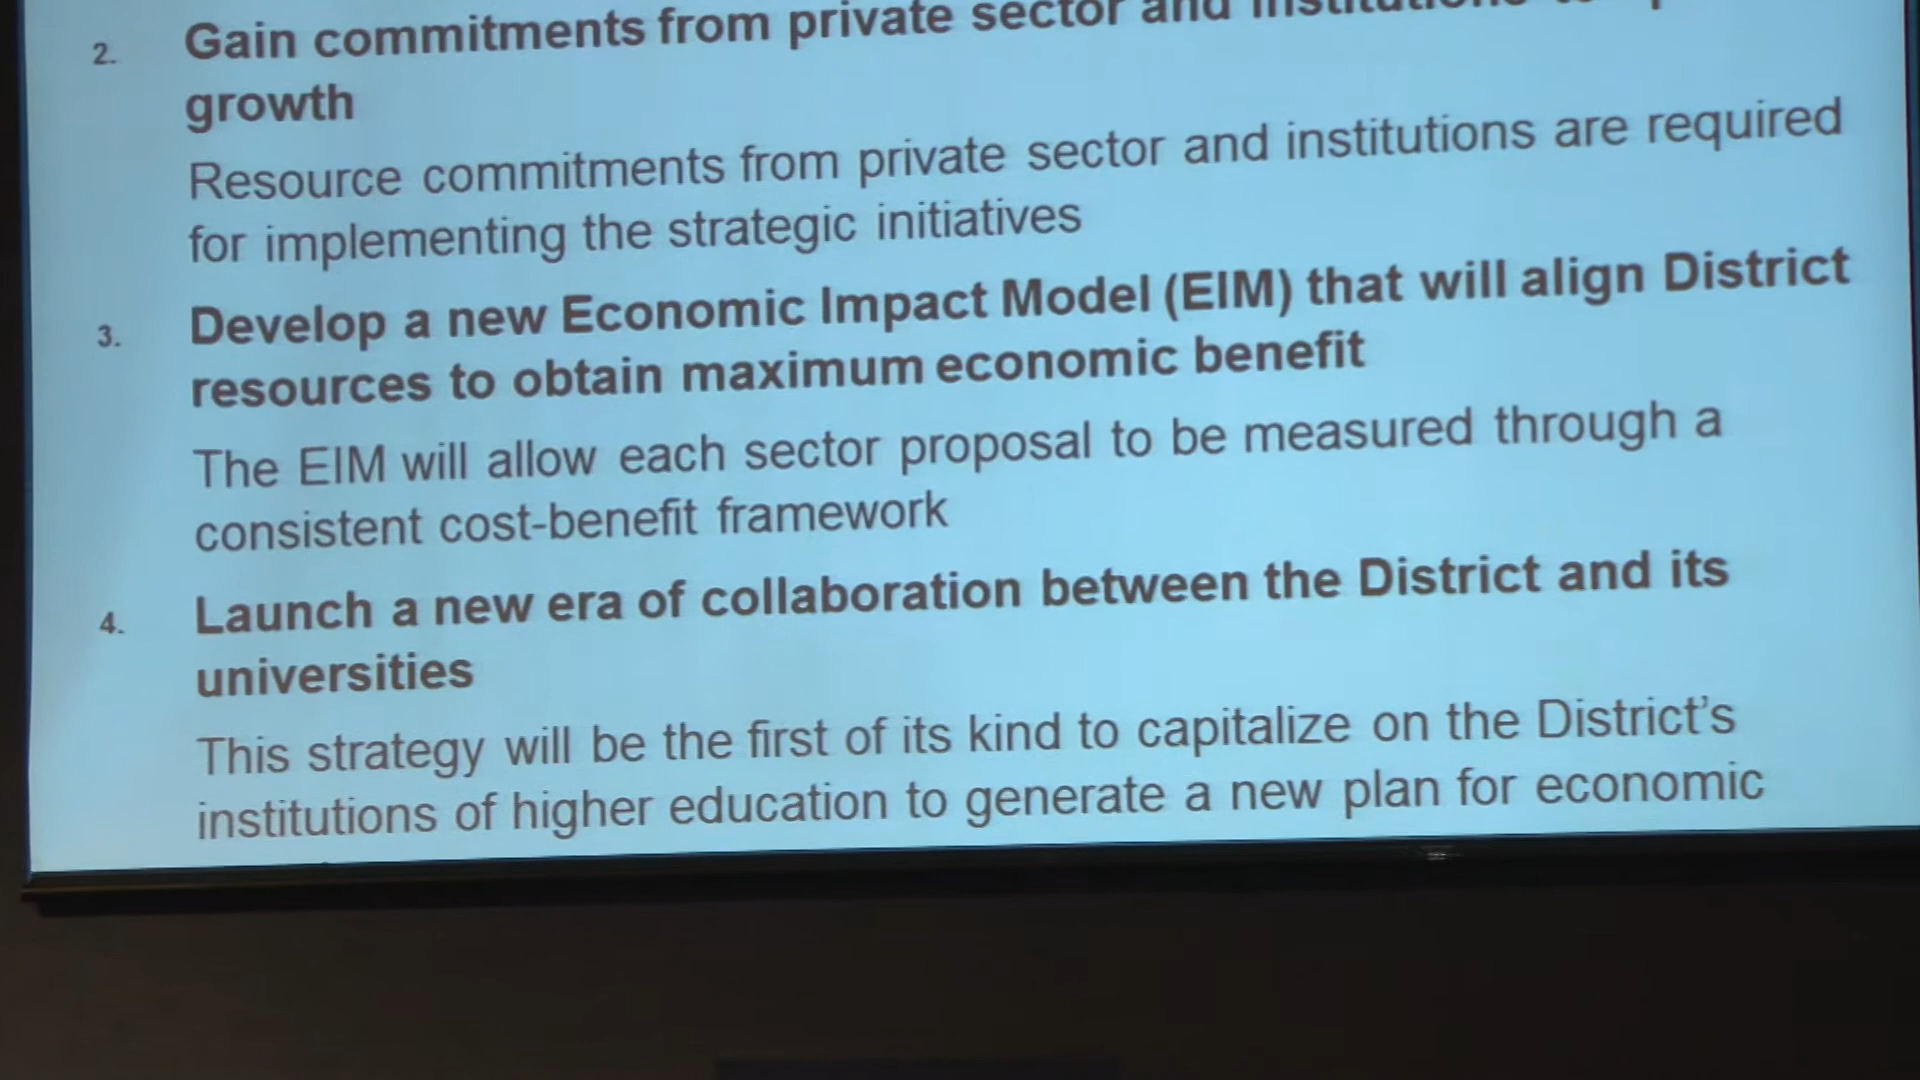 2. Gain commitments from private sector and institutions
growth
Resource commitments from private sector and institutions are required
for implementing the strategic initiatives
3. Develop a new Economic Impact Model (EIM) that will align District
resources to obtain maximum economic benefit
The EIM will allow each sector proposal to be measured through a
consistent cost-benefit framework
4. Launch a new era of collaboration between the District and its
universities
This strategy will be the first of its kind to capitalize on the District's
institutions of higher education to generate a new plan for economic